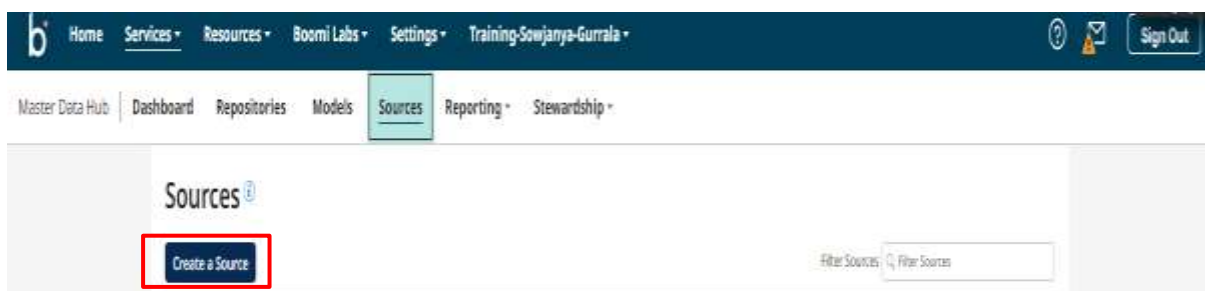 b Home Services Resources Boomi Labs Settings Training-Sowjanya-Gurrala Sign Out
Master Data Hub Dashboard Repositories Models Sources Reporting Stewardship
Sources
Create a Source Filter Sources Filter Sources